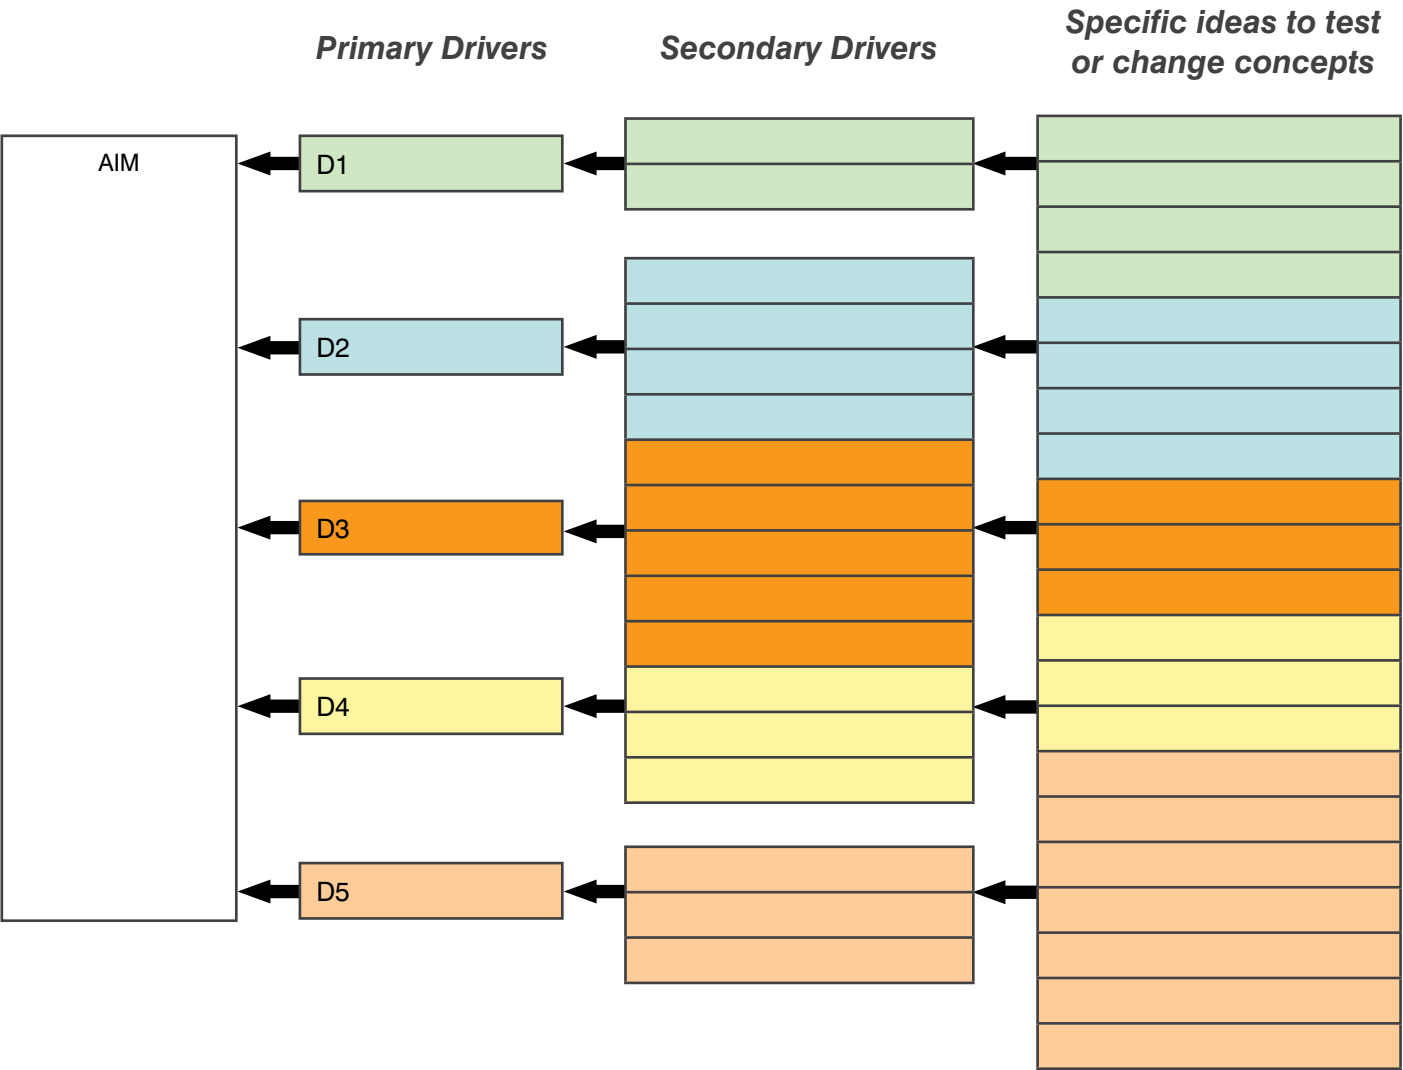 Primary Drivers
Secondary Drivers
Specific ideas to test
or change concepts
AIM
D1
D2
D3
D4
D5